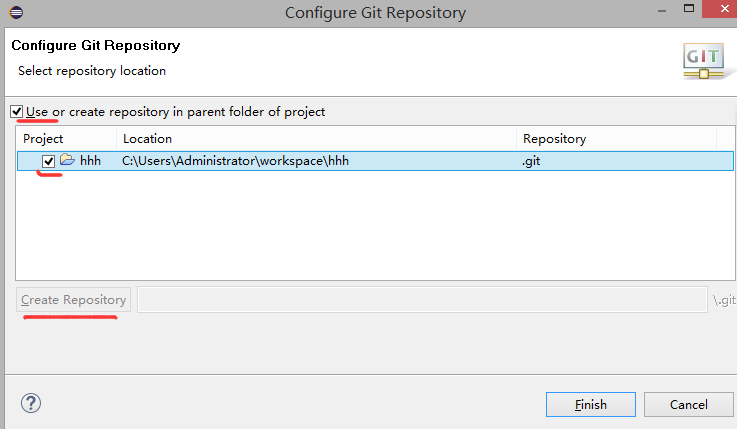 Configure Git Repository
Configure Git Repository
Select repository location
GIT
Use or create repository in parent folder of project
Project Location Repository
hhh C:\Users\Administrator\workspace\hhh .git
Create Repository \.git
? Finish Cancel